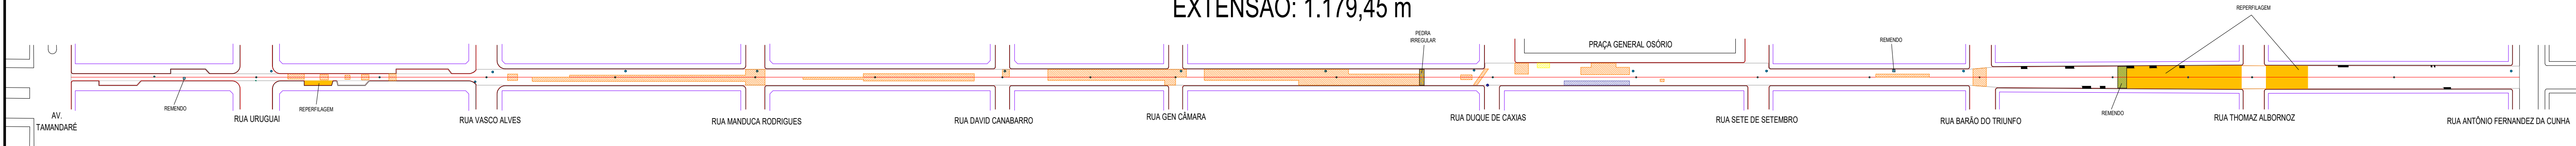 EXTENSÃO: 1.179,45 m
REPERFILAGEM
PEDRA
IRREGULAR
PRAÇA GENERAL OSÓRIO
REMENDO
REMENDO
REPERFILAGEM
REMENDO
AV.
TAMANDARÉ
RUA URUGUAI
RUA VASCO ALVES
RUA MANDUCA RODRIGUES
RUA DAVID CANABARRO
RUA GEN CÂMARA
RUA DUQUE DE CAXIAS
RUA SETE DE SETEMBRO
RUA BARÃO DO TRIUNFO
RUA THOMAZ ALBORNOZ
RUA ANTÔNIO FERNANDEZ DA CUNHA